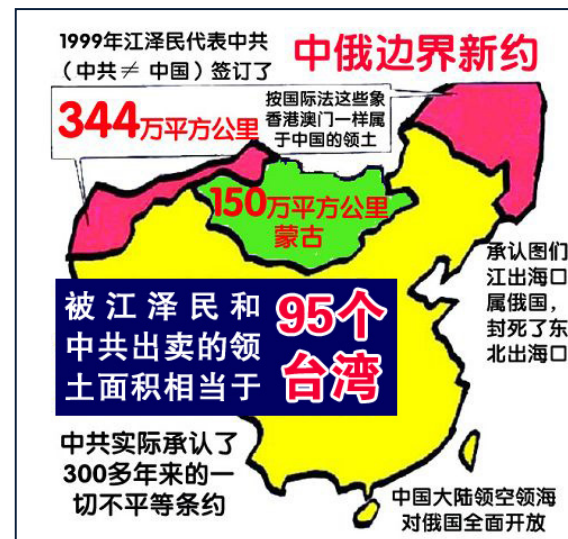 1999年江泽民代表中共
（中共≠ 中国）签订了
中俄边界新约
344万平方公里
按国际法这些象
香港澳门一样属
于中国的领土
150万平方公里
蒙古
承认图们
江出海口
属俄国，
封死了东
北出海口
被江泽民和
中共出卖的领
土面积相当于
95个
台湾
中共实际承认了
300多年来的一
切不平等条约
中国大陆领空领海
对俄国全面开放